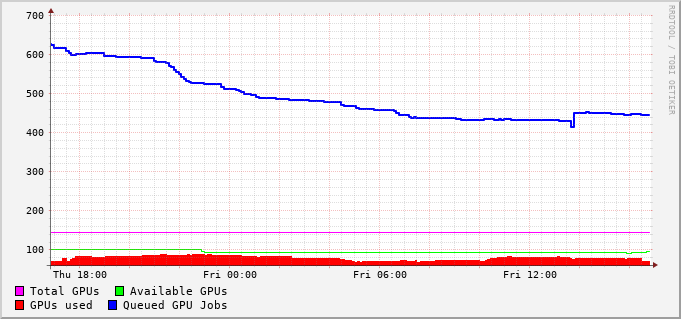 700
600
500
400
300
200
100
Thu 18:00 Fri 00:00 Fri 06:00 Fri 12:00
Total GPUs Available GPUs
GPUs used Queued GPU Jobs
RRDTOOL / TOBI OETIKER